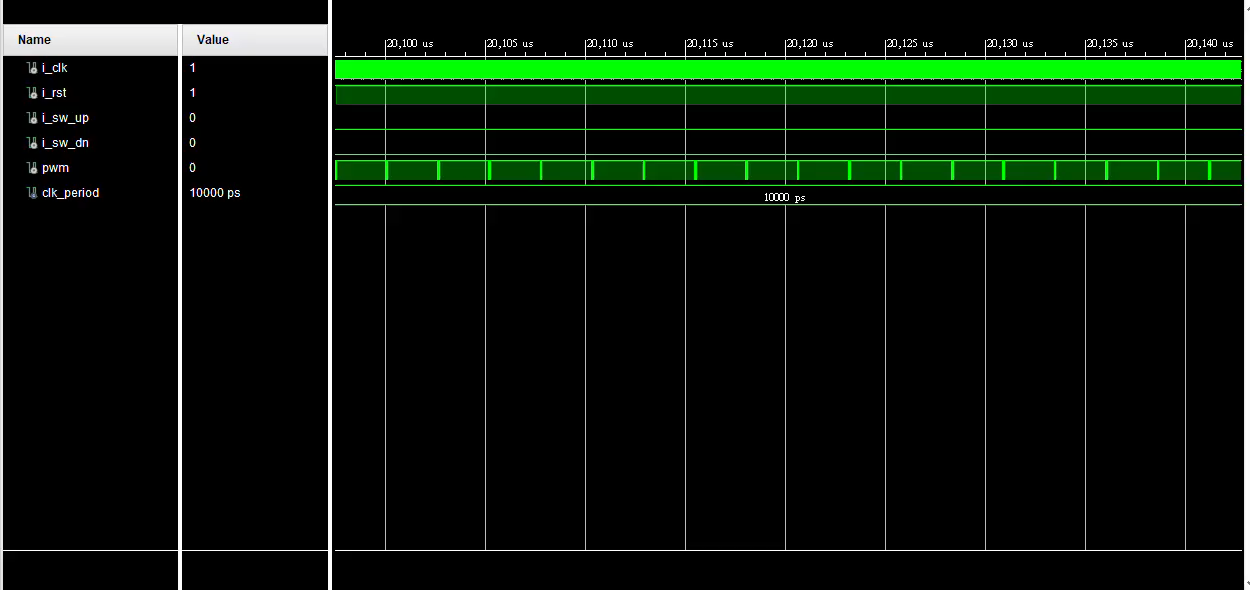 Name Value
20,100 us 20,105 us 20,110 us 20,115 us 20,120 us 20,125 us 20,130 us 20,135 us 20,140 us
i_clk 1
i_rst 1
i_sw_up 0
i_sw_dn 0
pwm 0
clk_period 10000 ps 10000 ps